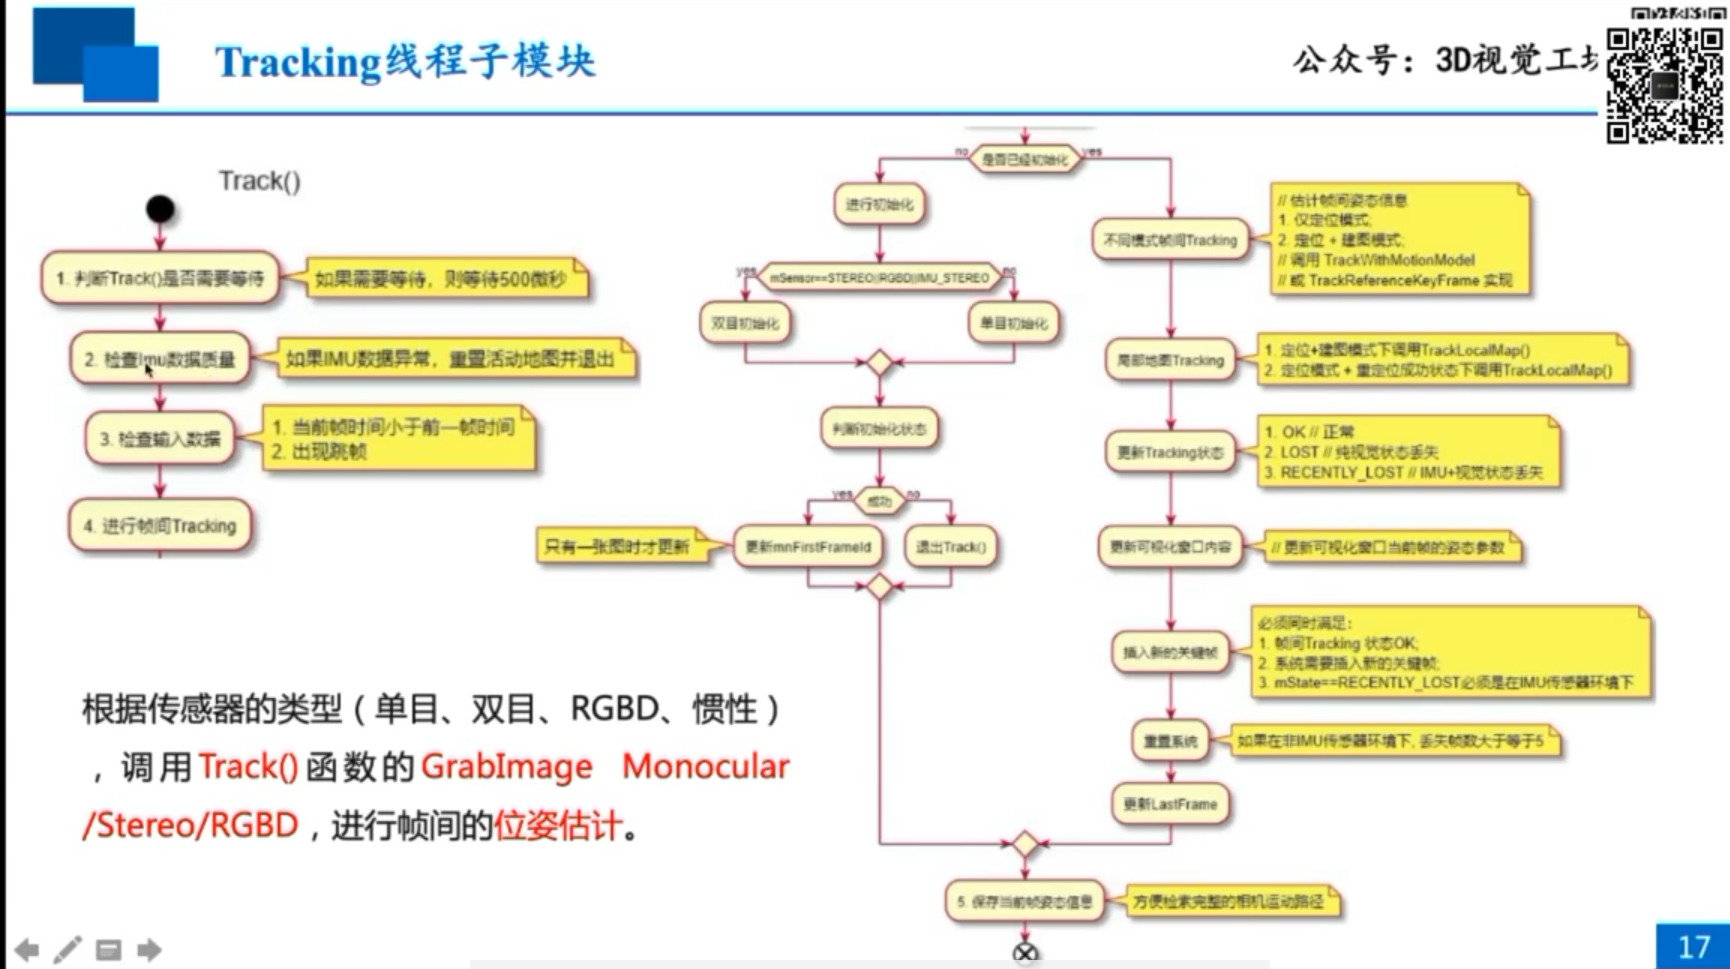 Tracking线程子模块
公众号：3D视觉工坊
Track()
1. 判断Track()是否需要等待
如果需要等待，则等待500微秒
2. 检查Imu数据质量
如果IMU数据异常，重置活动地图并退出
3. 检查输入数据
1. 当前帧时间小于前一帧时间
2. 出现跳帧
4. 进行帧间Tracking
根据传感器的类型（单目、双目、RGBD、惯性）
，调用Track()函数的GrabImage Monocular
/Stereo/RGBD，进行帧间的位姿估计。
是否已经初始化
no
yes
进行初始化
mSensor==STEREO||RGBD||IMU_STEREO
yes
no
双目初始化
单目初始化
判断初始化状态
成功
yes
no
只有一张图时才更新
更新mnFirstFrameId
退出Track()
不同模式帧间Tracking
// 估计帧间姿态信息
1. 仅定位模式;
2. 定位 + 建图模式;
// 调用 TrackWithMotionModel
// 或 TrackReferenceKeyFrame 实现
局部地图Tracking
1. 定位+建图模式下调用TrackLocalMap()
2. 定位模式 + 重定位成功状态下调用TrackLocalMap()
更新Tracking状态
1. OK // 正常
2. LOST // 纯视觉状态丢失
3. RECENTLY_LOST // IMU+视觉状态丢失
更新可视化窗口内容
// 更新可视化窗口当前帧的姿态参数
插入新的关键帧
必须同时满足:
1. 帧间Tracking 状态OK;
2. 系统需要插入新的关键帧;
3. mState==RECENTLY_LOST必须是在IMU传感器环境下
重置系统
如果在非IMU传感器环境下, 丢失帧数大于等于5
更新LastFrame
5. 保存当前帧姿态信息
方便检索完整的相机运动路径
17